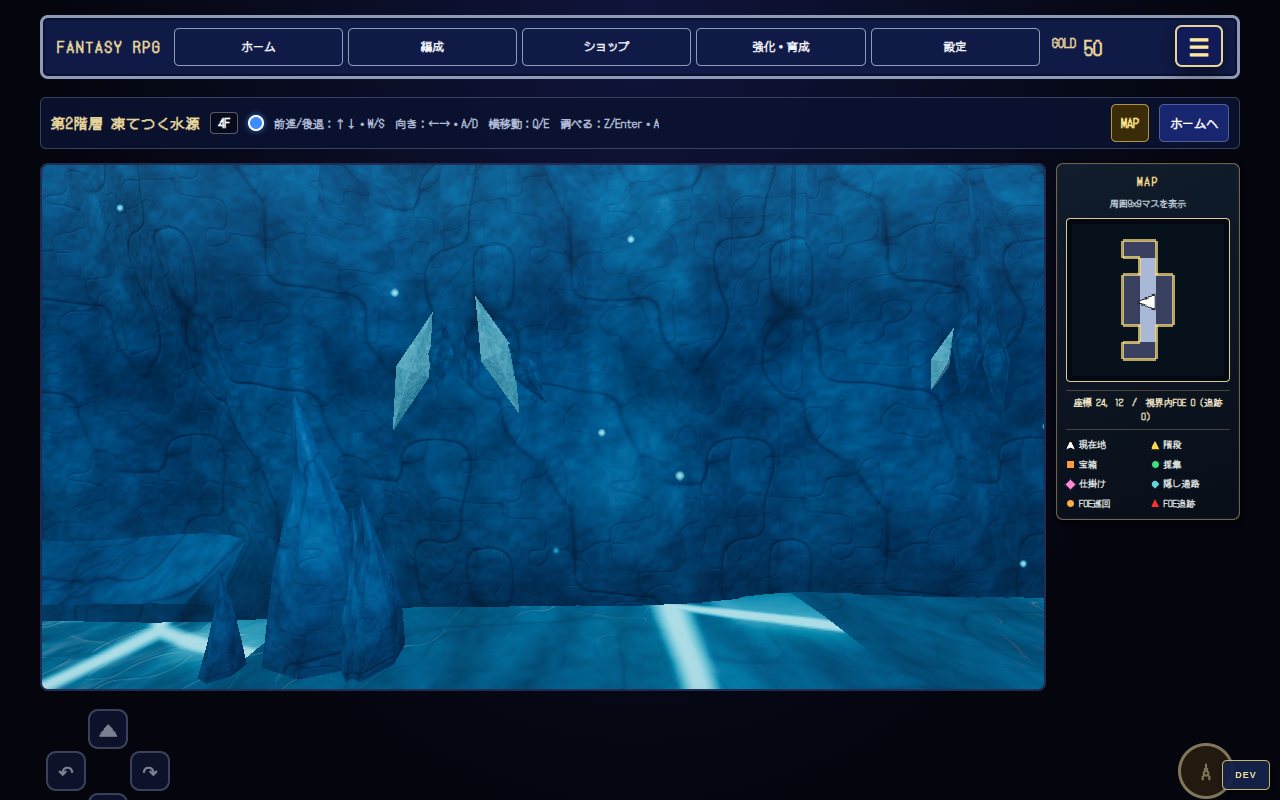 FANTASY RPG
ホーム
編成
ショップ
強化・育成
設定
GOLD 50
第2階層 凍てつく水源
4F
前進/後退：↑↓・W/S 向き：←→・A/D 横移動：Q/E 調べる：Z/Enter・A
MAP
ホームへ
MAP
周囲9x9マスを表示
座標 24, 12 / 視界内FOE 0（追跡
0）
現在地
階段
宝箱
採集
仕掛け
隠し通路
FOE巡回
FOE追跡
A
DEV